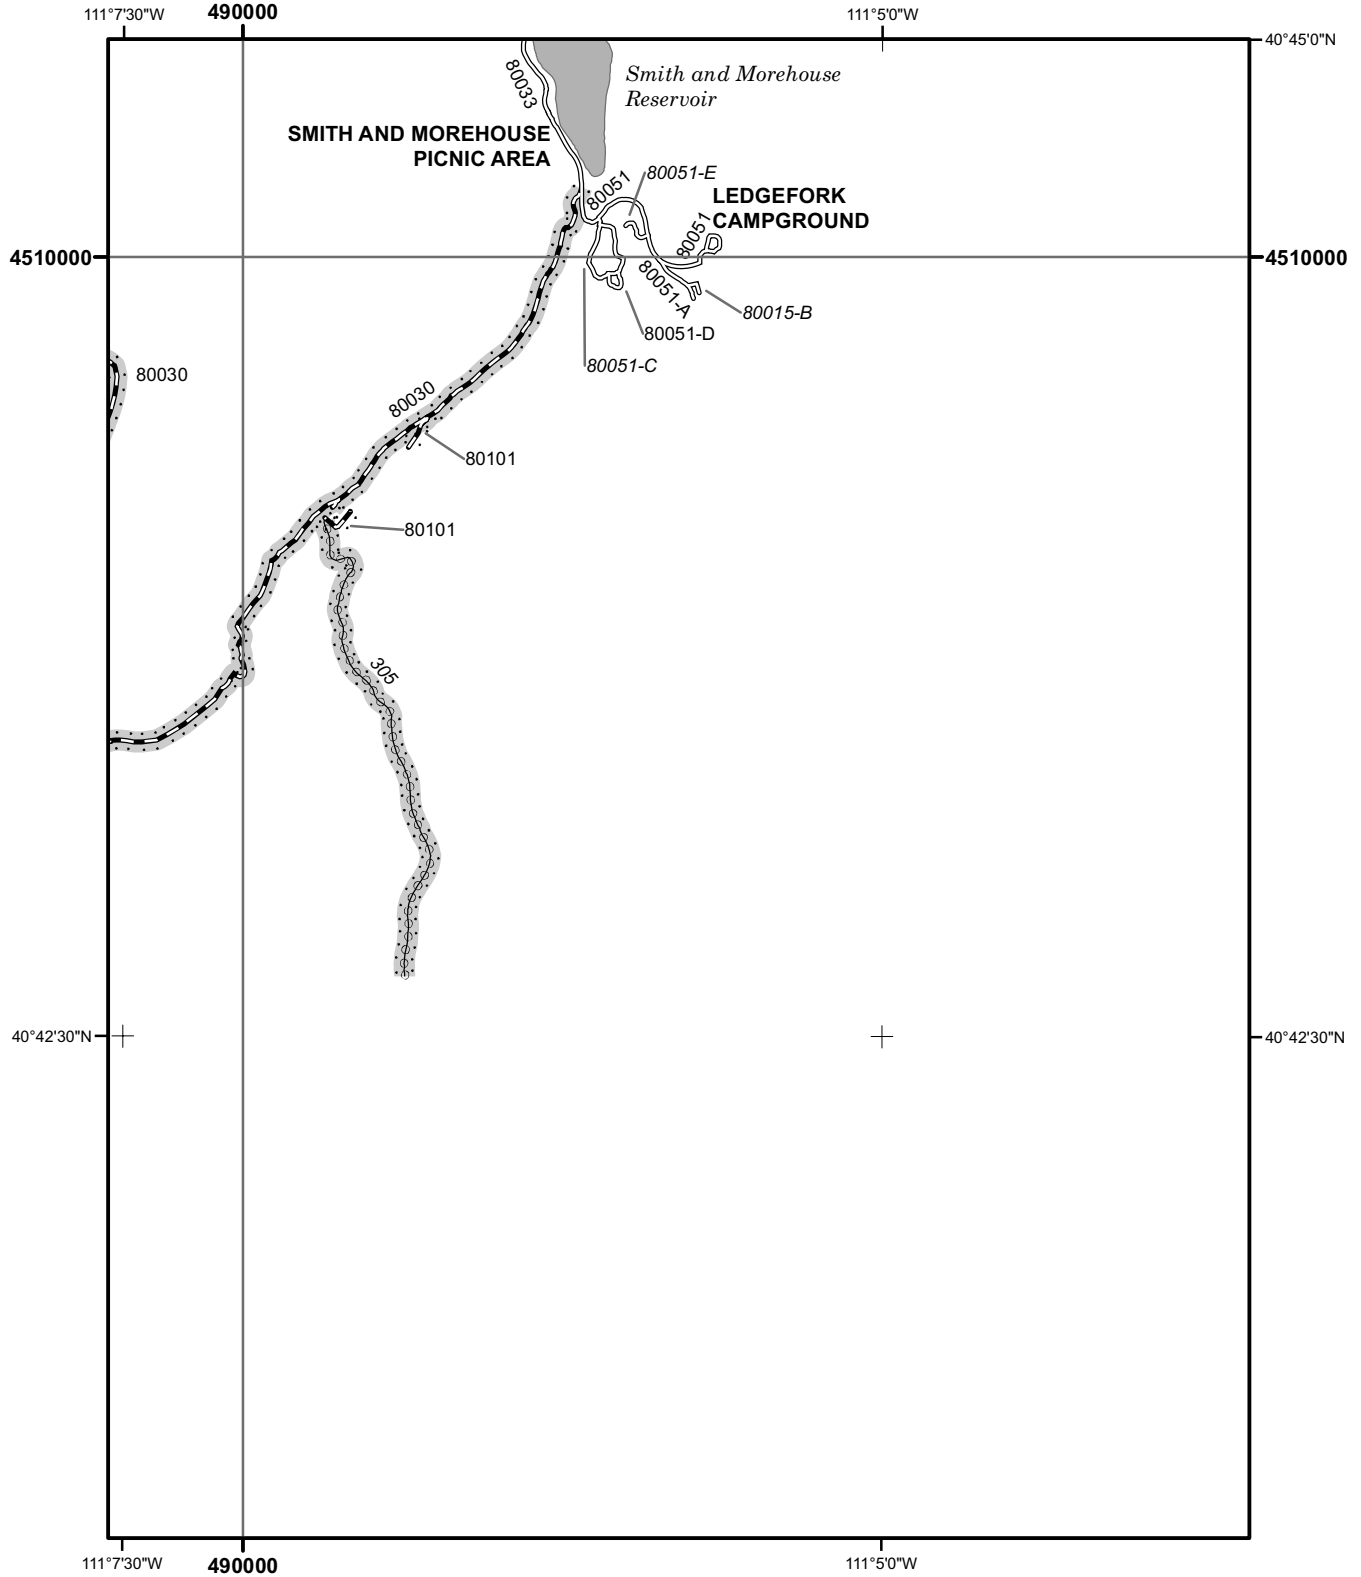 111°7'30"W
490000
111°5'0"W
40°45'0"N
80033
Smith and Morehouse
Reservoir
SMITH AND MOREHOUSE
PICNIC AREA
80051-E
80051
LEDGEFORK
CAMPGROUND
80051
4510000
4510000
80051-A
80015-B
80051-D
80051-C
80030
80030
80101
80101
305
40°42'30"N
40°42'30"N
111°7'30"W
490000
111°5'0"W